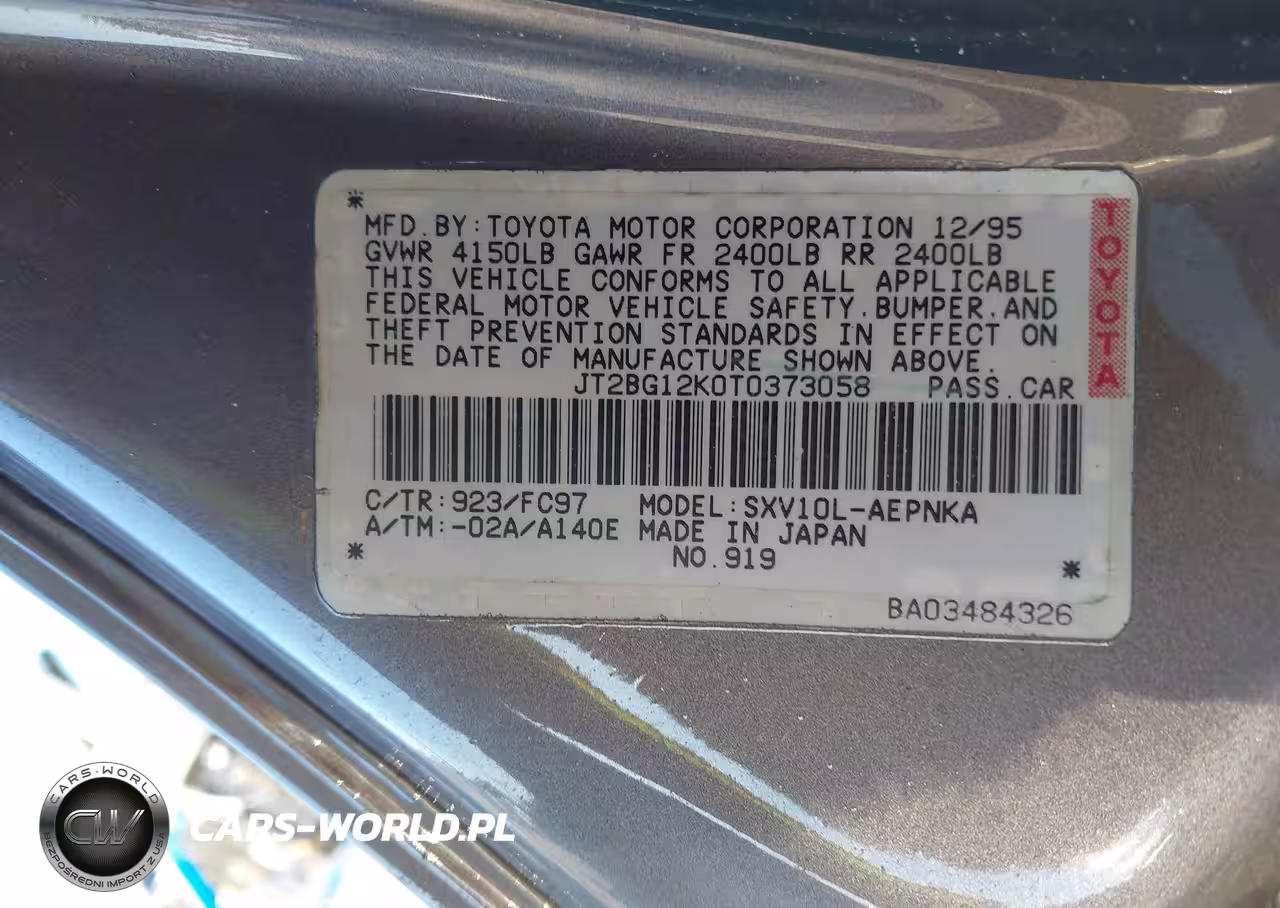 MFD.BY:TOYOTA MOTOR CORPORATION 12/95
GVWR 4150LB GAWR FR 2400LB RR 2400LB
THIS VEHICLE CONFORMS TO ALL APPLICABLE
FEDERAL MOTOR VEHICLE SAFETY.BUMPER.AND
THEFT PREVENTION STANDARDS IN EFFECT ON
THE DATE OF MANUFACTURE SHOWN ABOVE.
JT2BG12K0T0373058 PASS.CAR
TOYOTA
C/TR:923/FC97 MODEL:SXV10L-AEPNKA
A/TM:-02A/A140E MADE IN JAPAN
NO.919
BA03484326
CARS-WORLD
CW
BEZPOŚREDNI IMPORT Z USA
CARS-WORLD.PL